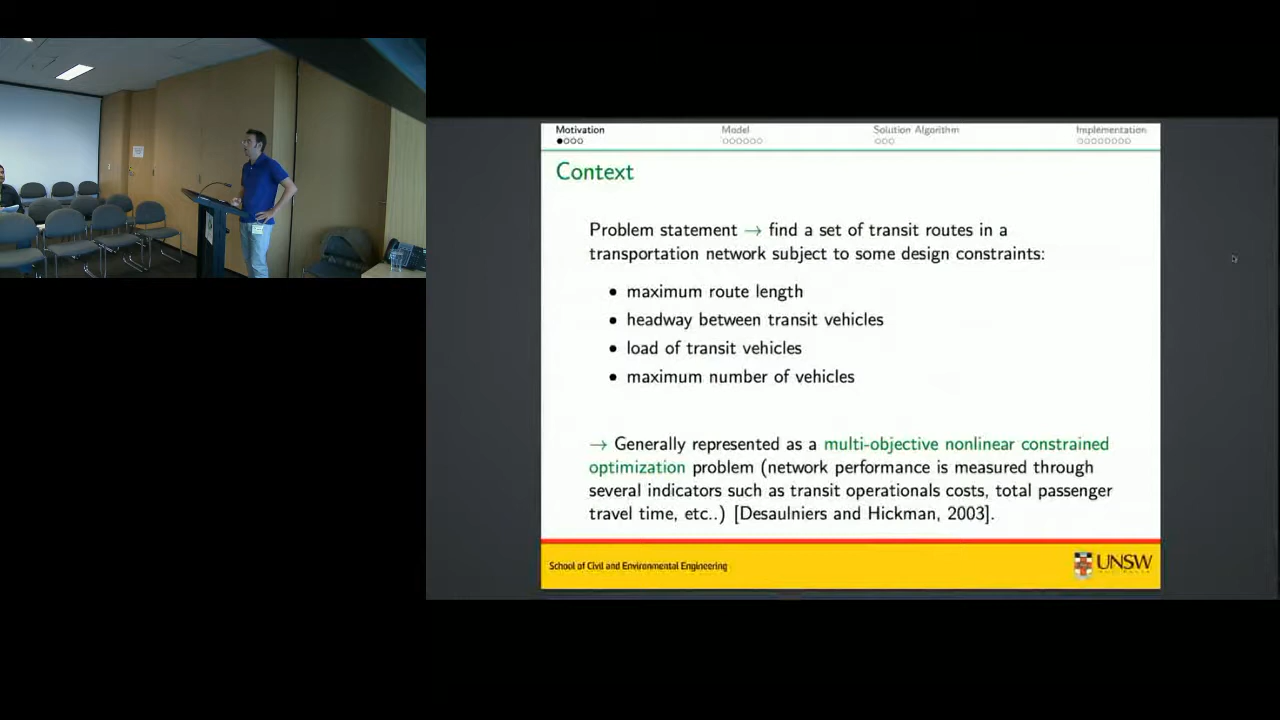 Motivation Model Solution Algorithm Implementation
Context
Problem statement → find a set of transit routes in a
transportation network subject to some design constraints:
• maximum route length
• headway between transit vehicles
• load of transit vehicles
• maximum number of vehicles
→ Generally represented as a multi-objective nonlinear constrained
optimization problem (network performance is measured through
several indicators such as transit operationals costs, total passenger
travel time, etc..) [Desaulniers and Hickman, 2003].
School of Civil and Environmental Engineering
UNSW